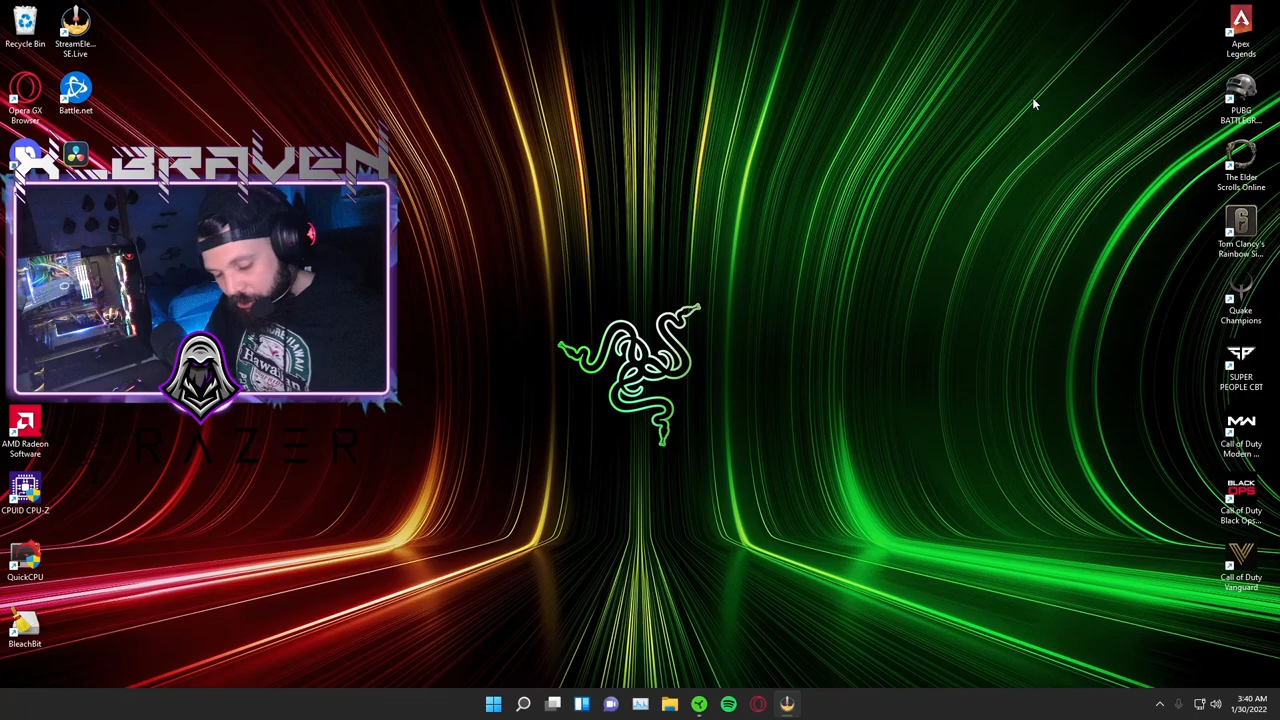 Recycle Bin
StreamEle...
SE.Live
Opera GX
Browser
Battle.net
X_BRAVEN
Hawaiian
RAZER
AMD Radeon
Software
CPUID CPU-Z
QuickCPU
BleachBit
Apex
Legends
PUBG
BATTLEGR...
The Elder
Scrolls Online
Tom Clancy's
Rainbow Si...
Quake
Champions
SUPER
PEOPLE CBT
Call of Duty
Modern ...
BLACK
OPS
Call of Duty
Black Ops...
Call of Duty
Vanguard
3:40 AM
1/30/2022